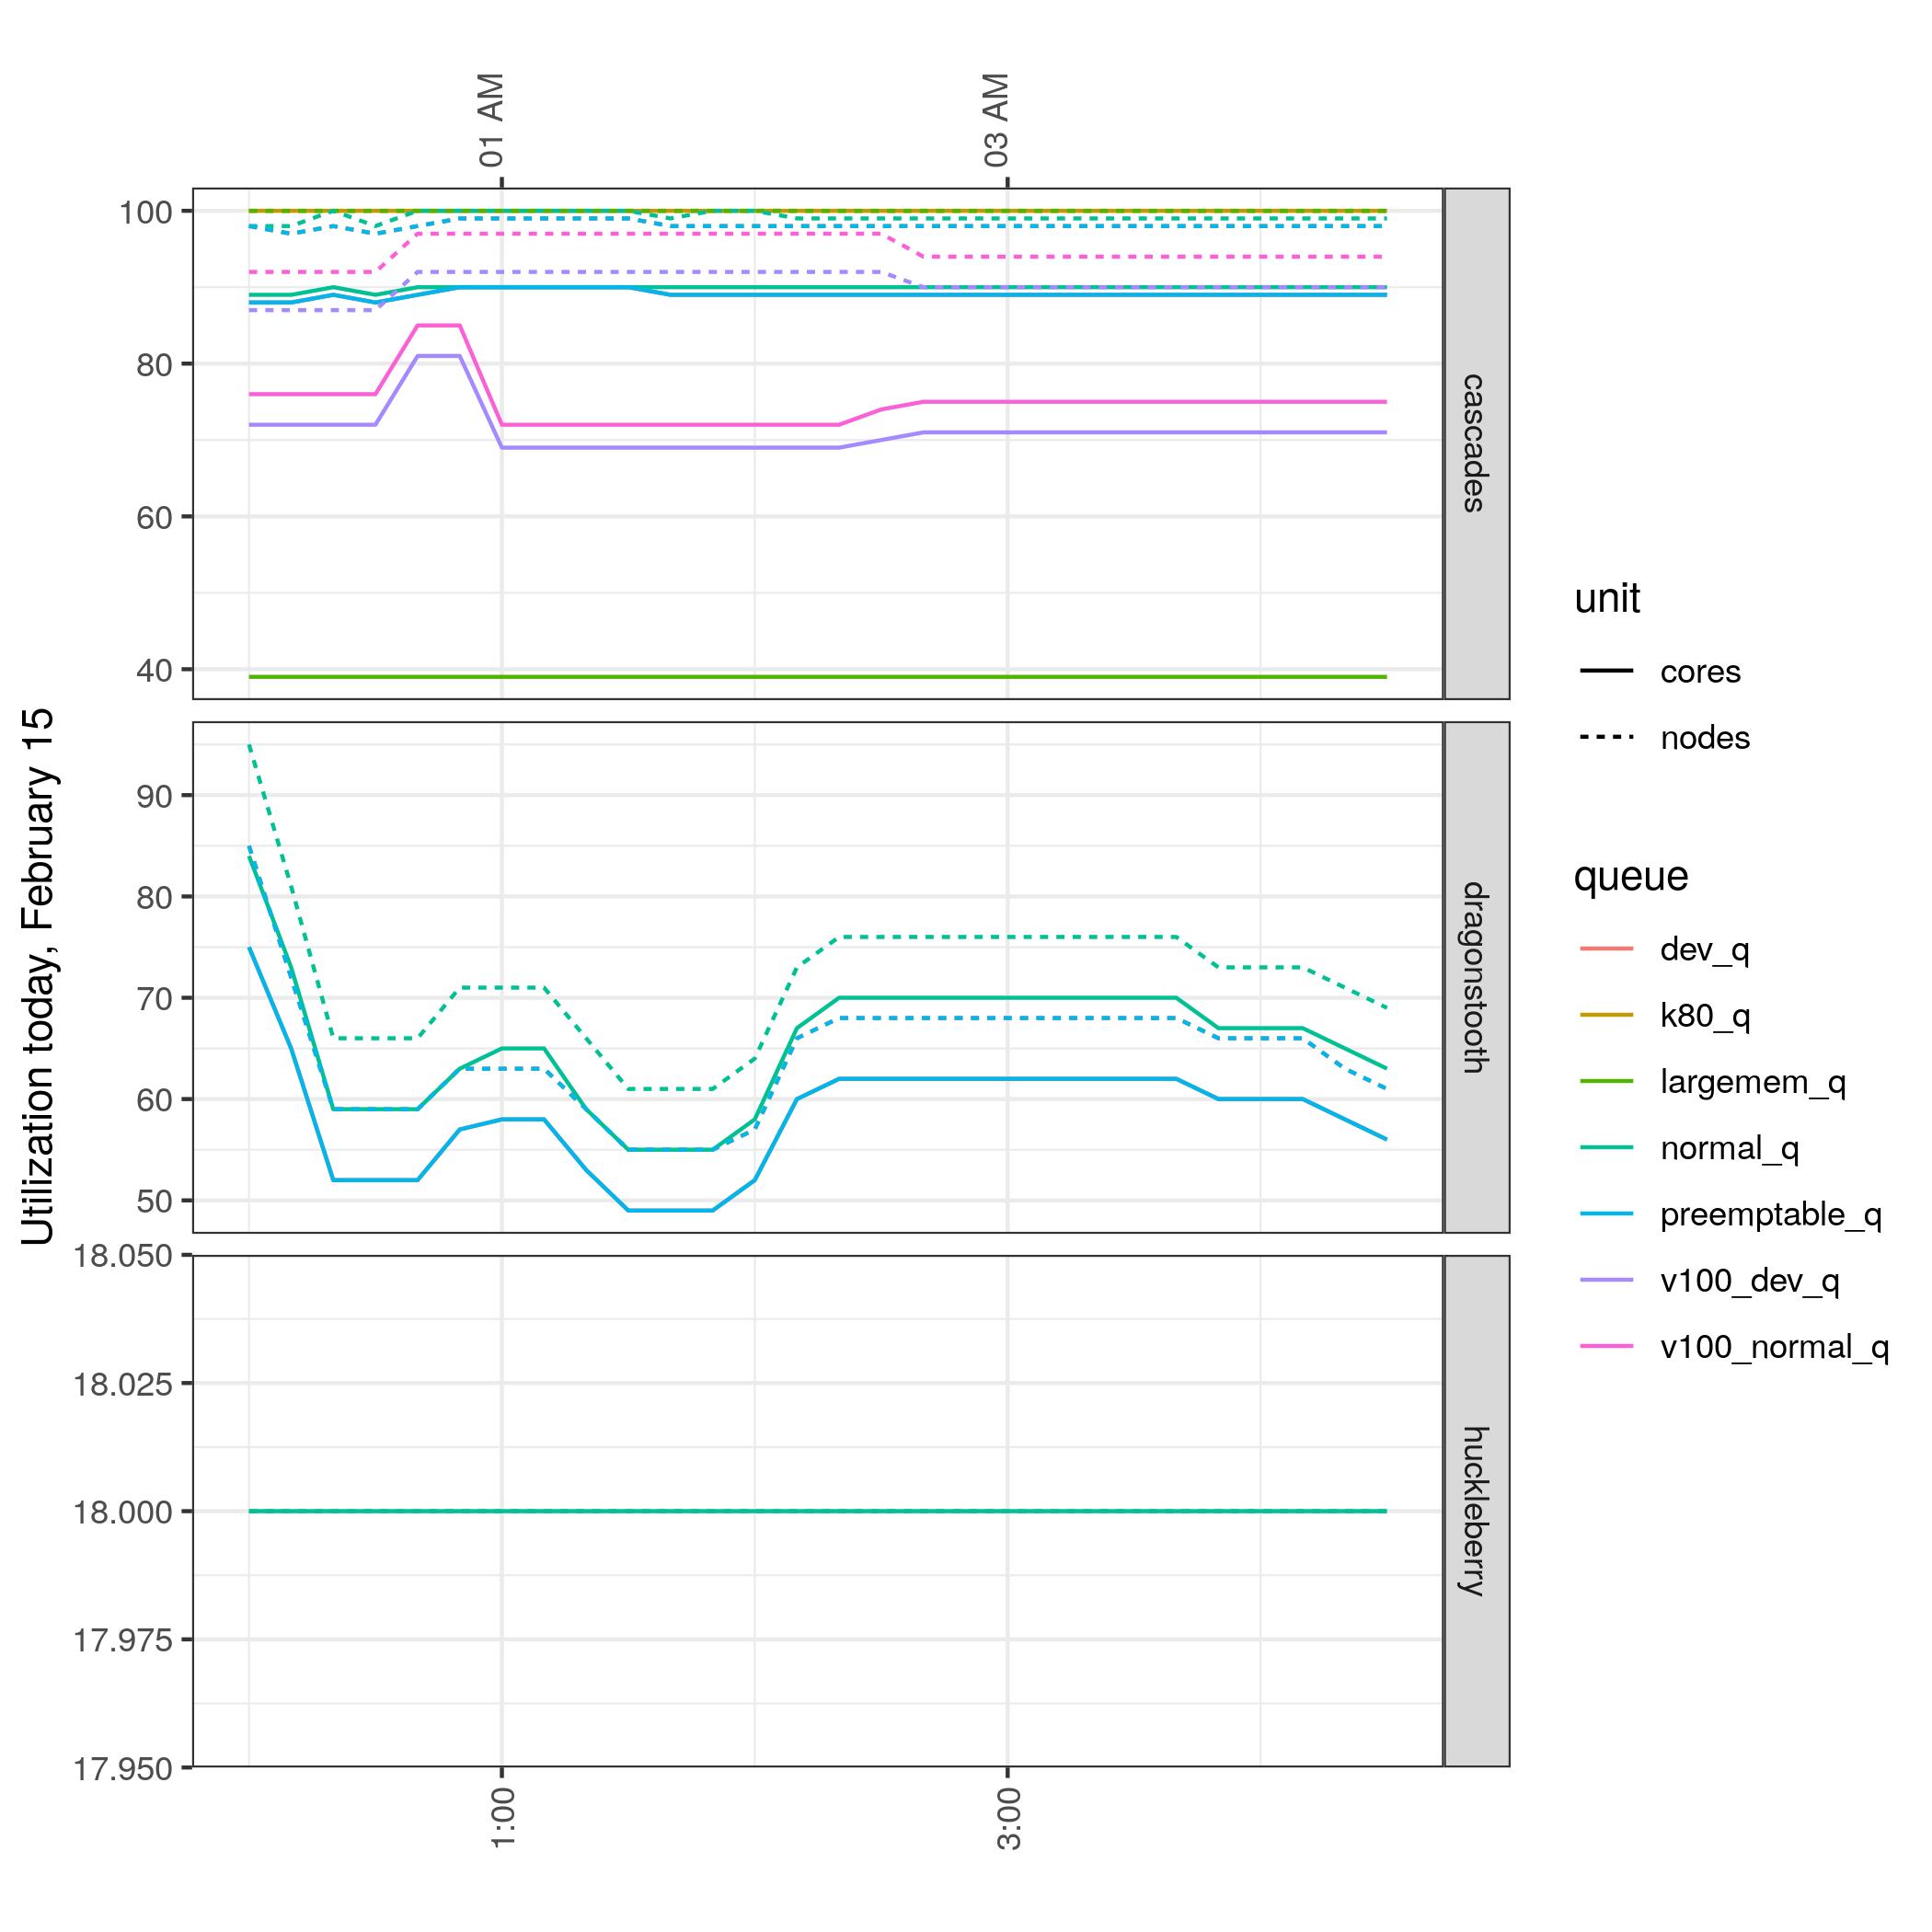 01 AM
03 AM
100
80
60
40
cascades
Utilization today, February 15
90
80
70
60
50
dragonstooth
18.050
18.025
18.000
17.975
17.950
huckleberry
1:00
3:00
unit
cores
nodes
queue
dev_q
k80_q
largemem_q
normal_q
preemptable_q
v100_dev_q
v100_normal_q